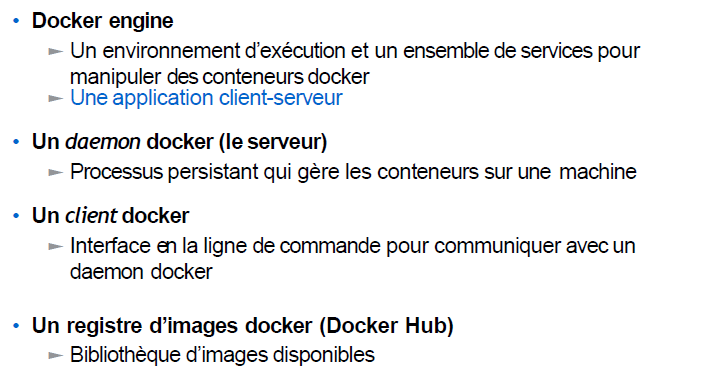 • Docker engine
► Un environnement d’exécution et un ensemble de services pour
manipuler des conteneurs docker
► Une application client-serveur
• Un daemon docker (le serveur)
► Processus persistant qui gère les conteneurs sur une machine
• Un client docker
► Interface en la ligne de commande pour communiquer avec un
daemon docker
• Un registre d’images docker (Docker Hub)
► Bibliothèque d’images disponibles